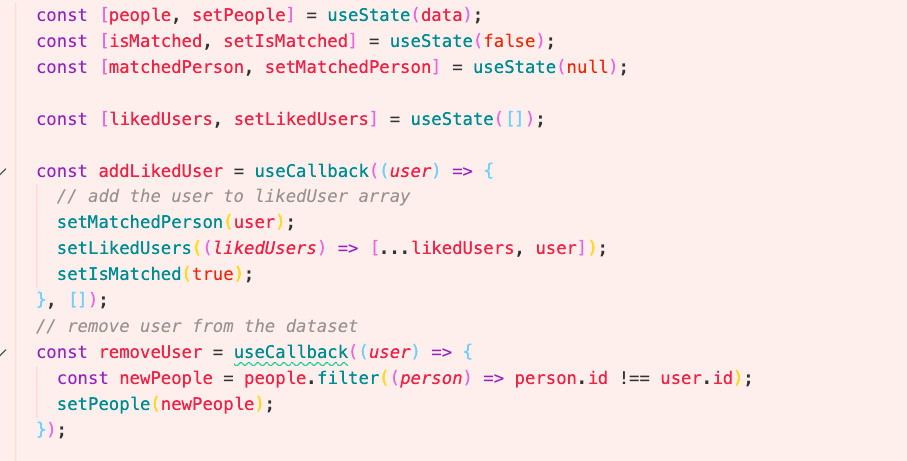 const [people, setPeople] = useState(data);
const [isMatched, setIsMatched] = useState(false);
const [matchedPerson, setMatchedPerson] = useState(null);
const [likedUsers, setLikedUsers] = useState([]);
const addLikedUser = useCallback((user) => {
// add the user to likedUser array
setMatchedPerson(user);
setLikedUsers((likedUsers) => [...likedUsers, user]);
setIsMatched(true);
}, []);
// remove user from the dataset
const removeUser = useCallback((user) => {
const newPeople = people.filter((person) => person.id !== user.id);
setPeople(newPeople);
});